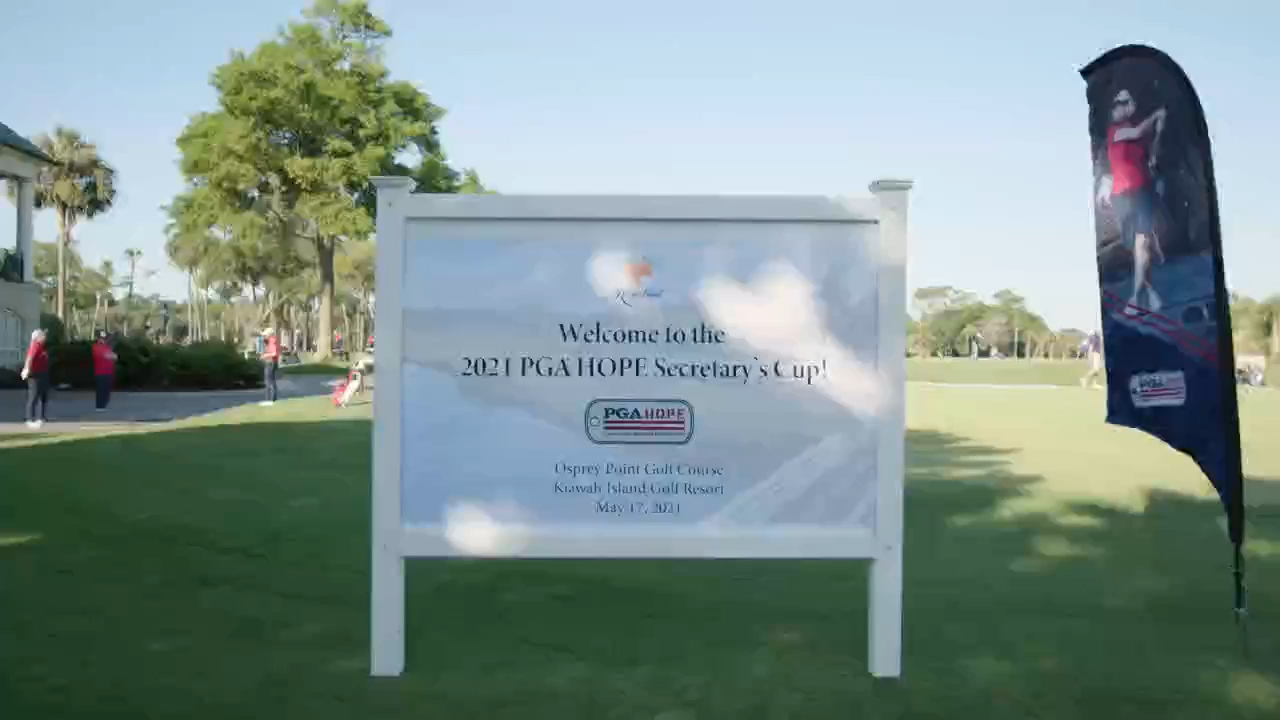 Welcome to the
2021 PGA HOPE Secretary's Cup!
PGA HOPE
Osprey Point Golf Course
Kiawah Island Golf Resort
May 17, 2021